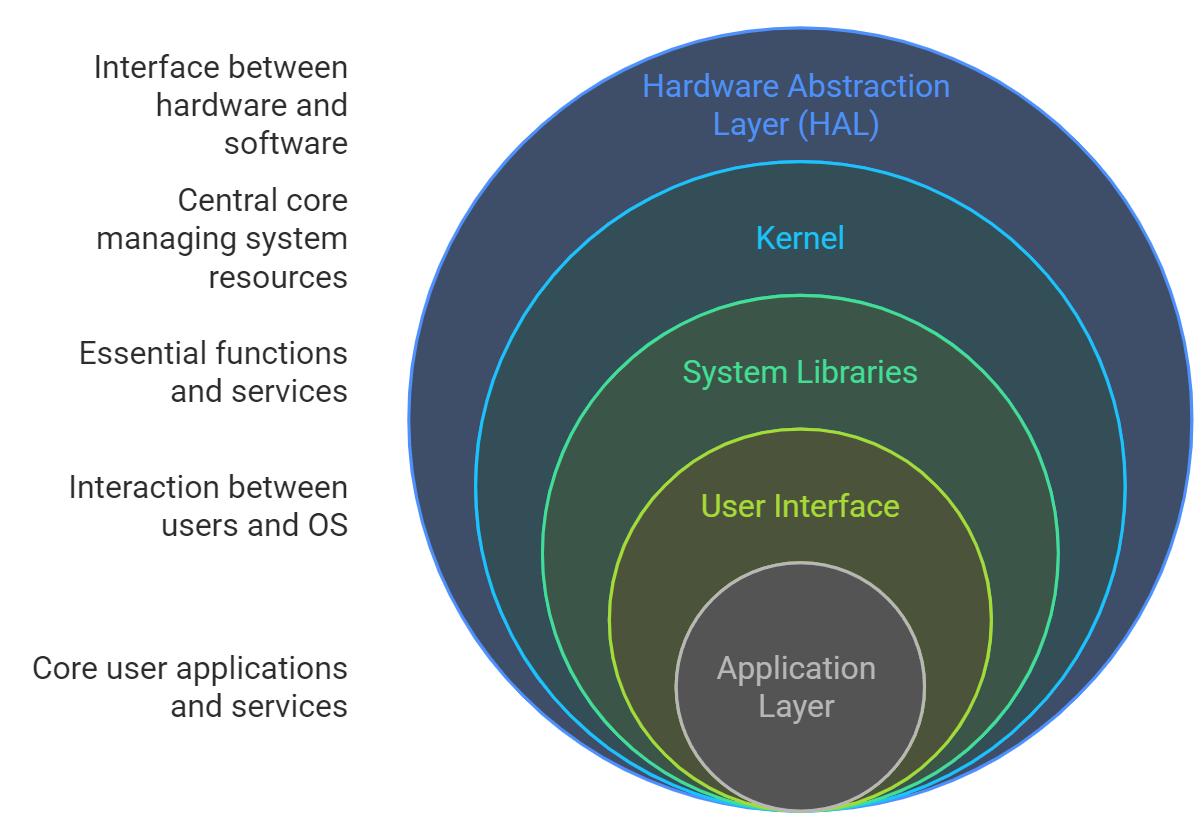 Interface between
hardware and
software
Hardware Abstraction
Layer (HAL)
Central core
managing system
resources
Kernel
Essential functions
and services
System Libraries
Interaction between
users and OS
User Interface
Core user applications
and services
Application
Layer